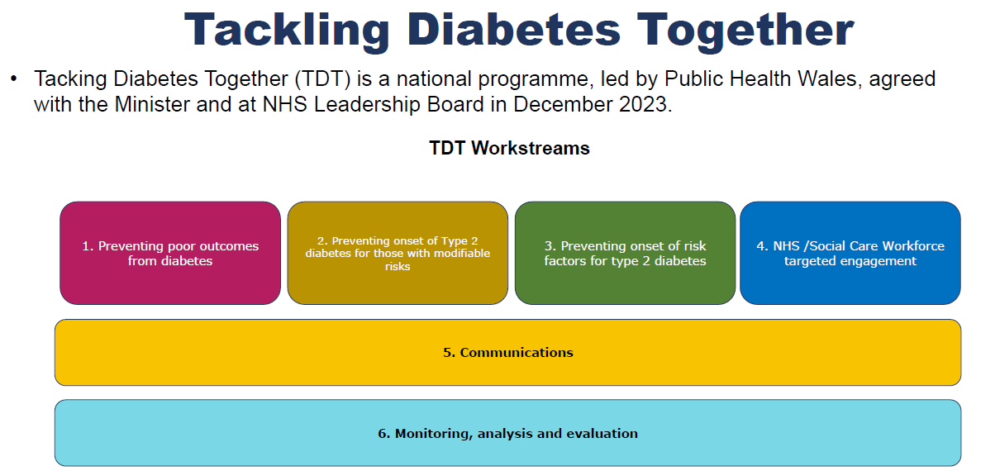 Tackling Diabetes Together
• Tacking Diabetes Together (TDT) is a national programme, led by Public Health Wales, agreed
with the Minister and at NHS Leadership Board in December 2023.
TDT Workstreams
1. Preventing poor outcomes
from diabetes
2. Preventing onset of Type 2
diabetes for those with modifiable
risks
3. Preventing onset of risk
factors for type 2 diabetes
4. NHS /Social Care Workforce
targeted engagement
5. Communications
6. Monitoring, analysis and evaluation